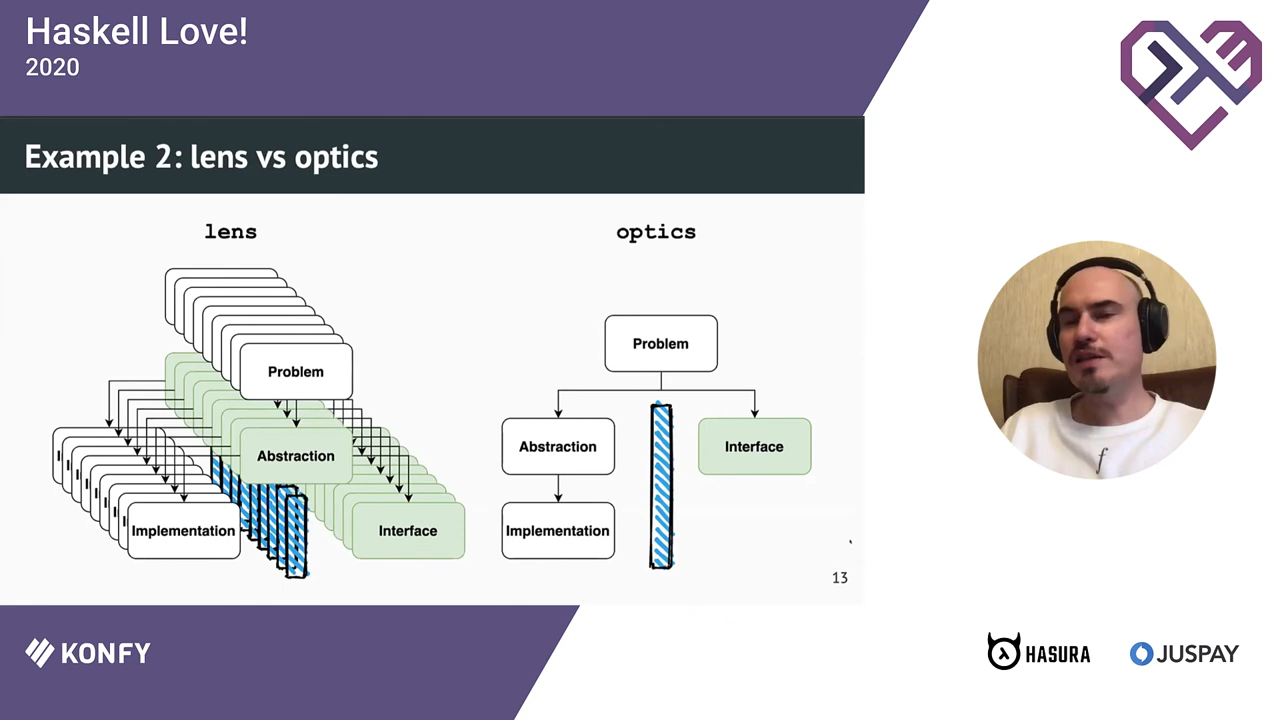 Haskell Love!
2020
Example 2: lens vs optics
lens
optics
Problem
Abstraction
Implementation
Interface
Problem
Abstraction
Interface
Implementation
13
f
KONFY
HASURA
JUSPAY